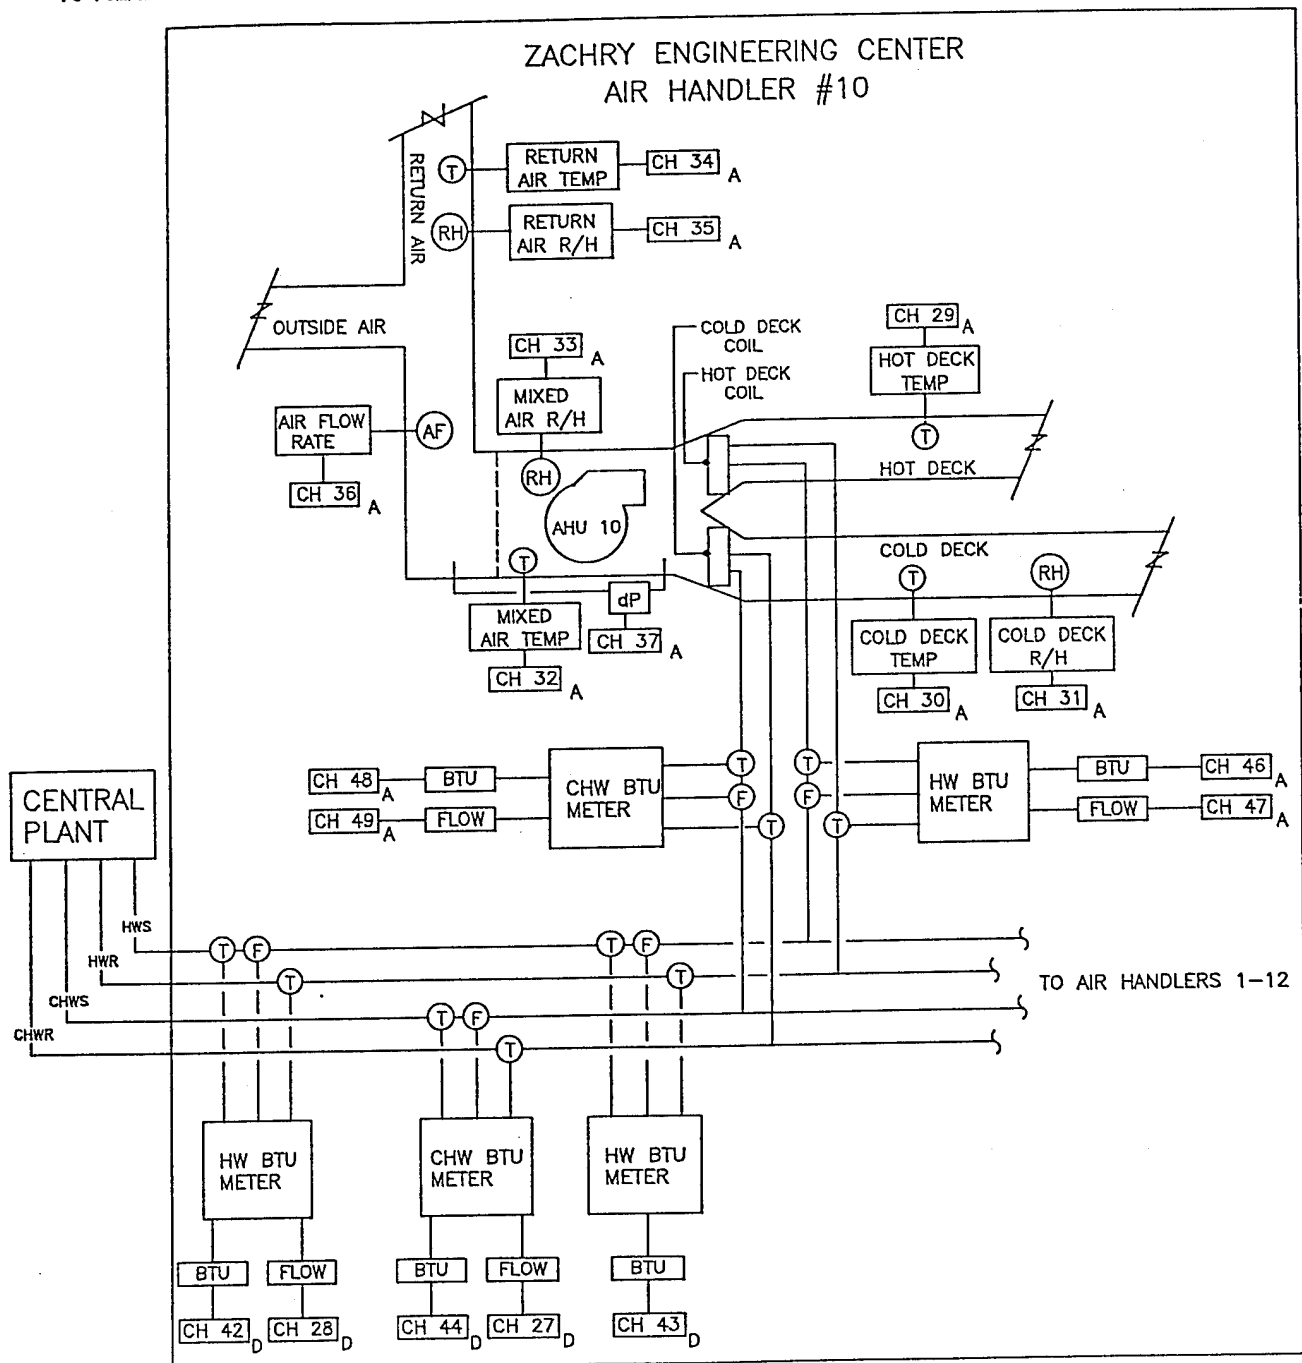 ZACHRY ENGINEERING CENTER
AIR HANDLER #10
RETURN AIR
T
RETURN
AIR TEMP
CH 34
A
RH
RETURN
AIR R/H
CH 35
A
OUTSIDE AIR
CH 33
A
MIXED
AIR R/H
RH
COLD DECK
COIL
HOT DECK
COIL
CH 29
A
HOT DECK
TEMP
T
HOT DECK
AIR FLOW
RATE
AF
CH 36
A
AHU 10
T
MIXED
AIR TEMP
CH 32
A
dP
CH 37
A
COLD DECK
T
RH
COLD DECK
TEMP
CH 30
A
COLD DECK
R/H
CH 31
A
CENTRAL
PLANT
CH 48
A
BTU
CH 49
A
FLOW
CHW BTU
METER
T
F
T
T
F
T
HW BTU
METER
BTU
CH 46
A
FLOW
CH 47
A
HWS
HWR
CHWS
CHWR
T
F
T
T
F
T
T
F
T
TO AIR HANDLERS 1-12
HW BTU
METER
CHW BTU
METER
HW BTU
METER
BTU
FLOW
BTU
FLOW
BTU
CH 42
D
CH 28
D
CH 44
D
CH 27
D
CH 43
D